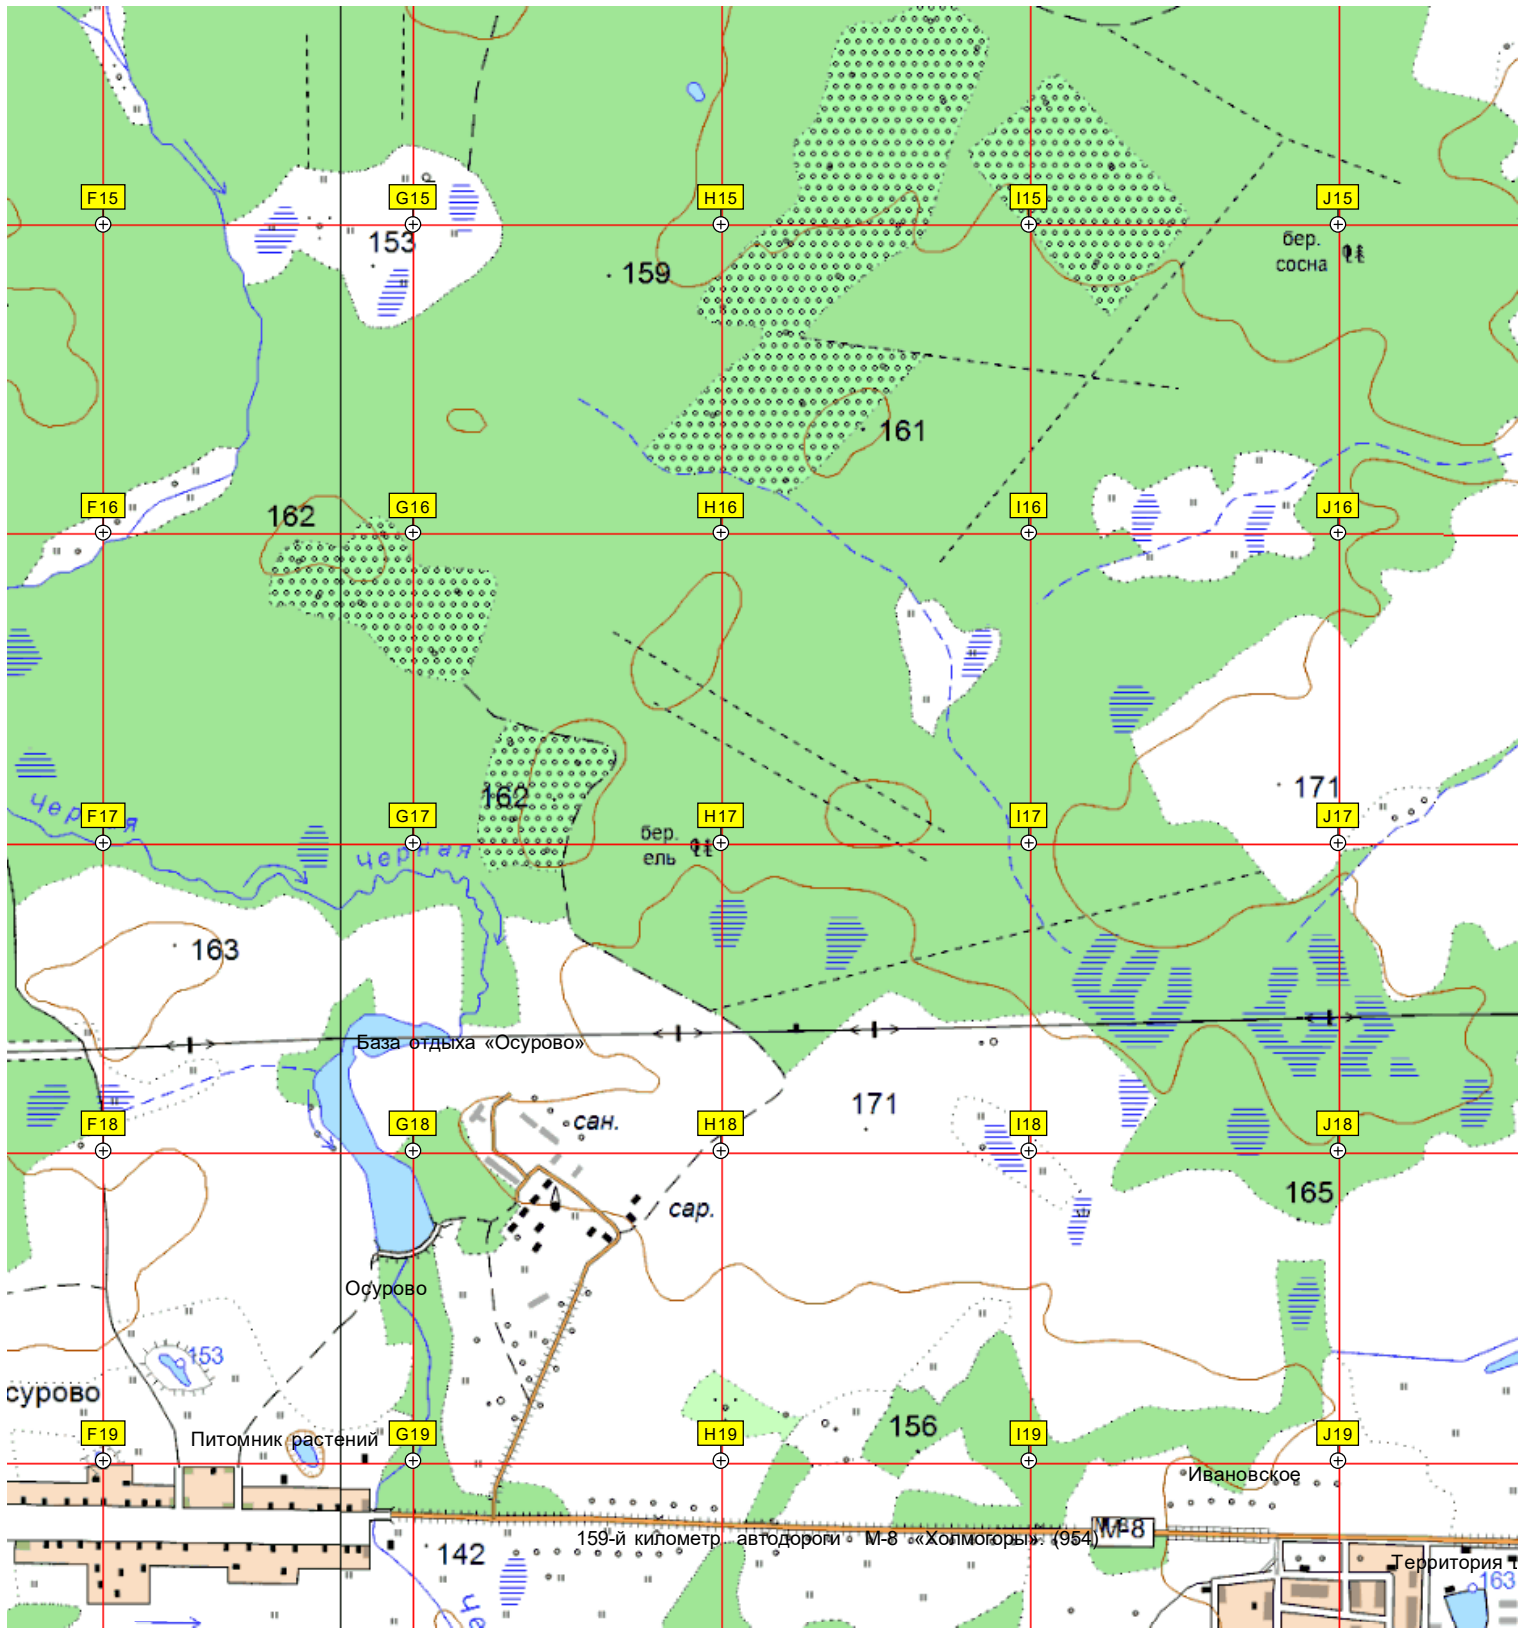 F15
G15
H15
I15
J15
153
159
бер.
сосна
161
F16
162
G16
H16
I16
J16
171
162
Черная
F17
G17
H17
I17
J17
бер.
ель
Черная
163
База отдыха «Осурово»
171
F18
G18
сан.
H18
I18
J18
165
сар.
Осурово
153
сурово
156
F19
Питомник растений
G19
H19
I19
J19
Ивановское
159-й километр автодороги М-8 «Холмогоры» (954)
М-8
142
Территория
163
Че